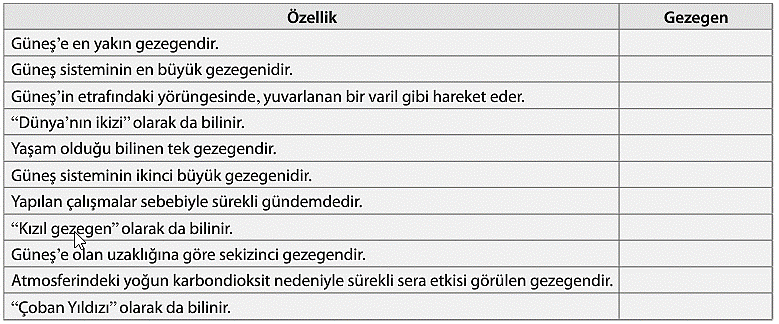 Özellik Gezegen
Güneş’e en yakın gezegendir.
Güneş sisteminin en büyük gezegenidir.
Güneş’in etrafındaki yörüngesinde, yuvarlanan bir varil gibi hareket eder.
“Dünya’nın ikizi” olarak da bilinir.
Yaşam olduğu bilinen tek gezegendir.
Güneş sisteminin ikinci büyük gezegenidir.
Yapılan çalışmalar sebebiyle sürekli gündemdedir.
“Kızıl gezegen” olarak da bilinir.
Güneş’e olan uzaklığına göre sekizinci gezegendir.
Atmosferindeki yoğun karbondioksit nedeniyle sürekli sera etkisi görülen gezegendir.
“Çoban Yıldızı” olarak da bilinir.